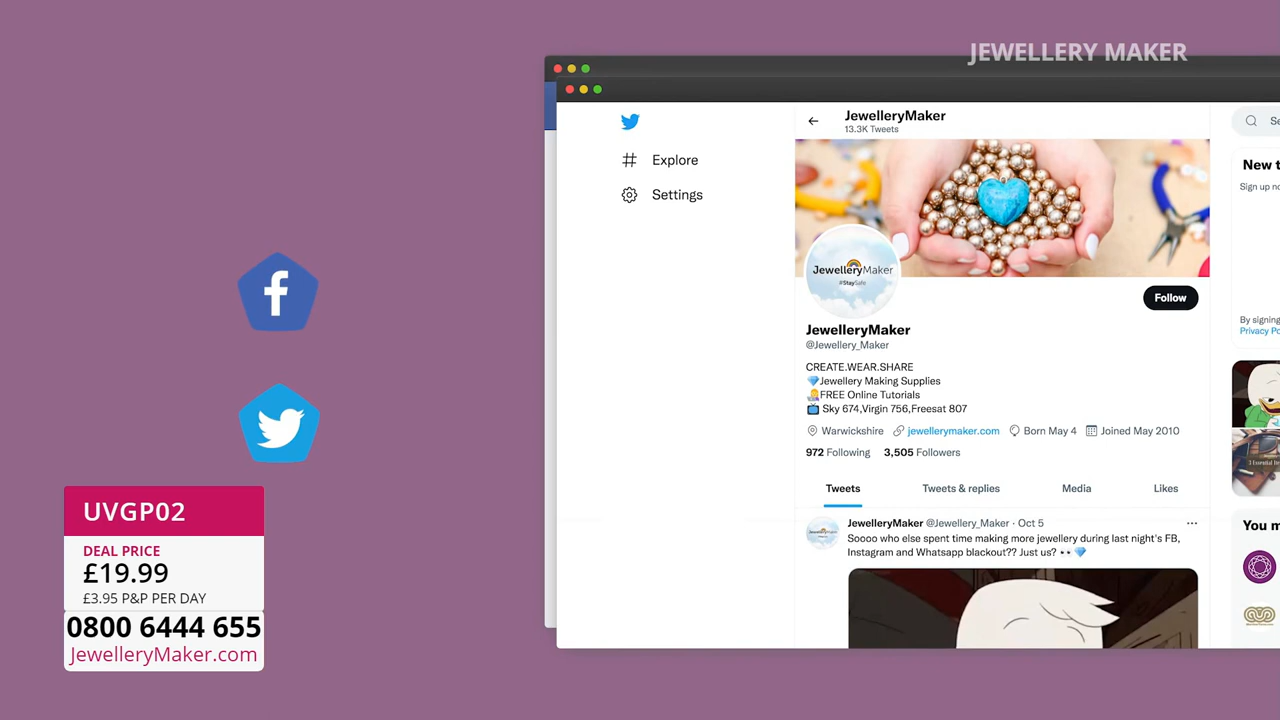 JEWELLERY MAKER
JewelleryMaker
13.3K Tweets
Explore
Settings
JewelleryMaker
#StaySafe
Follow
JewelleryMaker
@Jewellery_Maker
CREATE.WEAR.SHARE
💎Jewellery Making Supplies
FREE Online Tutorials
📺 Sky 674,Virgin 756,Freesat 807
Warwickshire jewellerymaker.com Born May 4 Joined May 2010
972 Following 3,505 Followers
Tweets Tweets & replies Media Likes
JewelleryMaker @Jewellery_Maker · Oct 5
Soooo who else spent time making more jewellery during last night's FB,
Instagram and Whatsapp blackout?? Just us? 👀 💎
Se
New t
Sign up no
By signing
Privacy Po
You m
UVGP02
DEAL PRICE
£19.99
£3.95 P&P PER DAY
0800 6444 655
JewelleryMaker.com